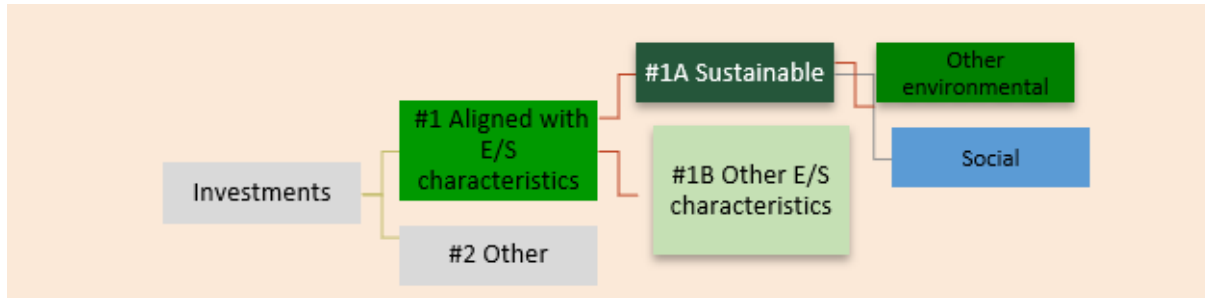 Investments
#1 Aligned with
E/S
characteristics
#2 Other
#1A Sustainable
#1B Other E/S
characteristics
Other
environmental
Social